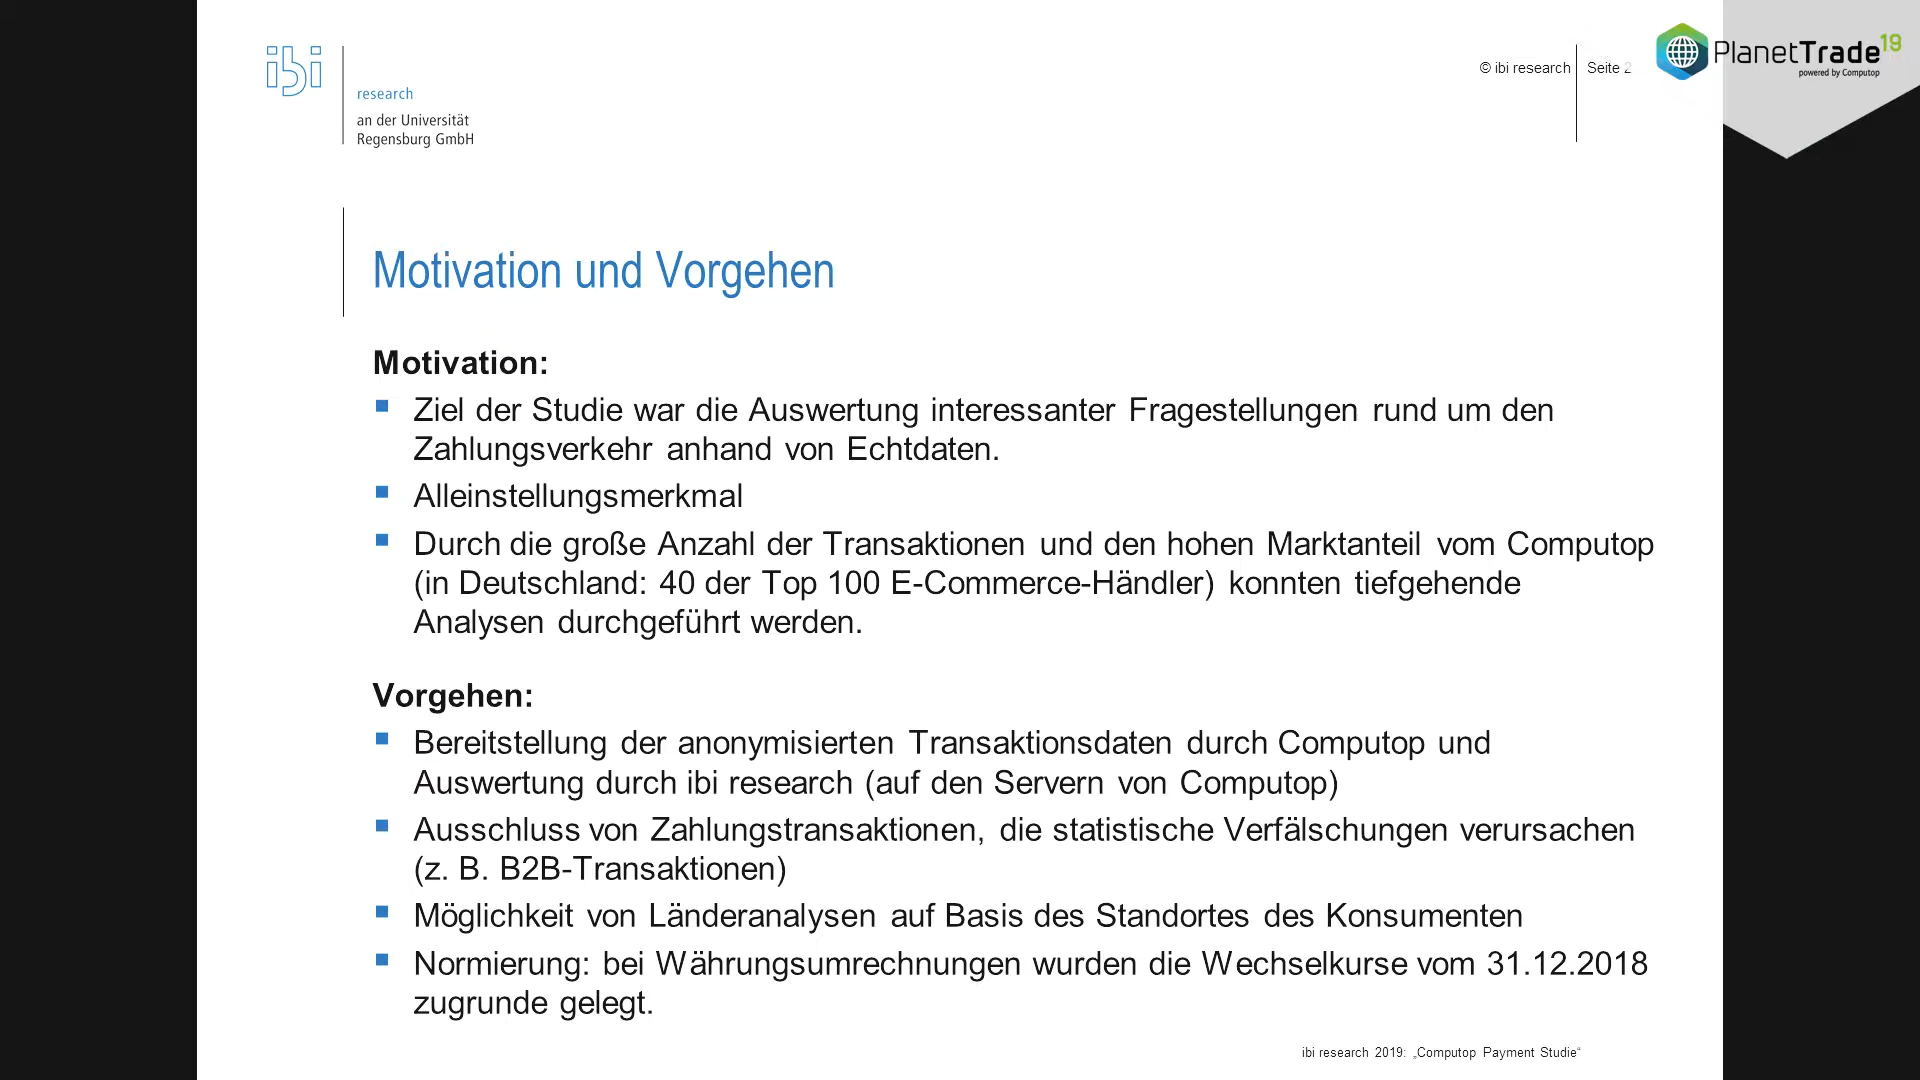 ibi
research
an der Universität
Regensburg GmbH
© ibi research
Seite 2
PlanetTrade19
powered by Computop
Motivation und Vorgehen
Motivation:
Ziel der Studie war die Auswertung interessanter Fragestellungen rund um den
Zahlungsverkehr anhand von Echtdaten.
Alleinstellungsmerkmal
Durch die große Anzahl der Transaktionen und den hohen Marktanteil vom Computop
(in Deutschland: 40 der Top 100 E-Commerce-Händler) konnten tiefgehende
Analysen durchgeführt werden.
Vorgehen:
Bereitstellung der anonymisierten Transaktionsdaten durch Computop und
Auswertung durch ibi research (auf den Servern von Computop)
Ausschluss von Zahlungstransaktionen, die statistische Verfälschungen verursachen
(z. B. B2B-Transaktionen)
Möglichkeit von Länderanalysen auf Basis des Standortes des Konsumenten
Normierung: bei Währungsumrechnungen wurden die Wechselkurse vom 31.12.2018
zugrunde gelegt.
ibi research 2019: „Computop Payment Studie“